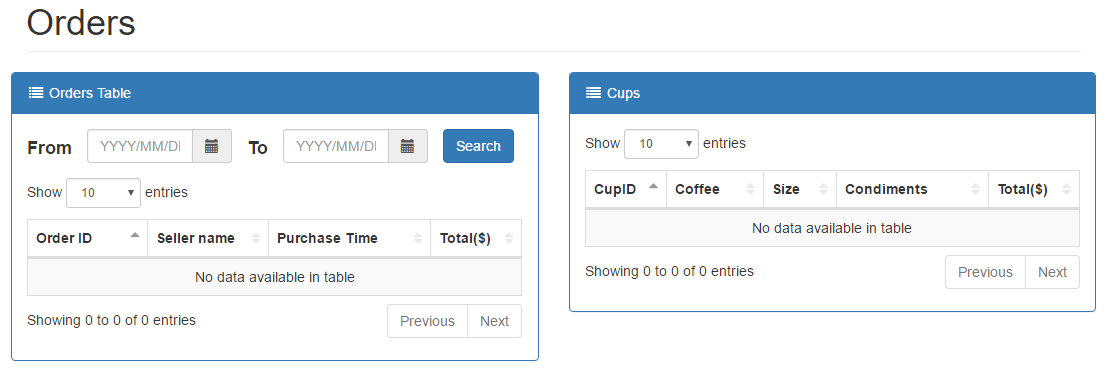 Orders
Orders Table
From YYYY/MM/DI To YYYY/MM/DI Search
Show 10 entries
Order ID Seller name Purchase Time Total($)
No data available in table
Showing 0 to 0 of 0 entries Previous Next
Cups
Show 10 entries
CupID Coffee Size Condiments Total($)
No data available in table
Showing 0 to 0 of 0 entries Previous Next